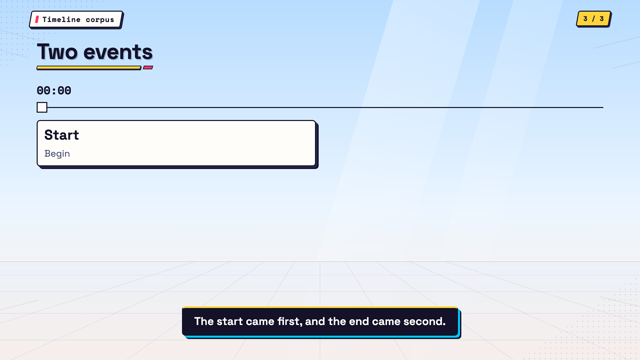 Timeline corpus
3 / 3
Two events
00:00
Start
Begin
The start came first, and the end came second.